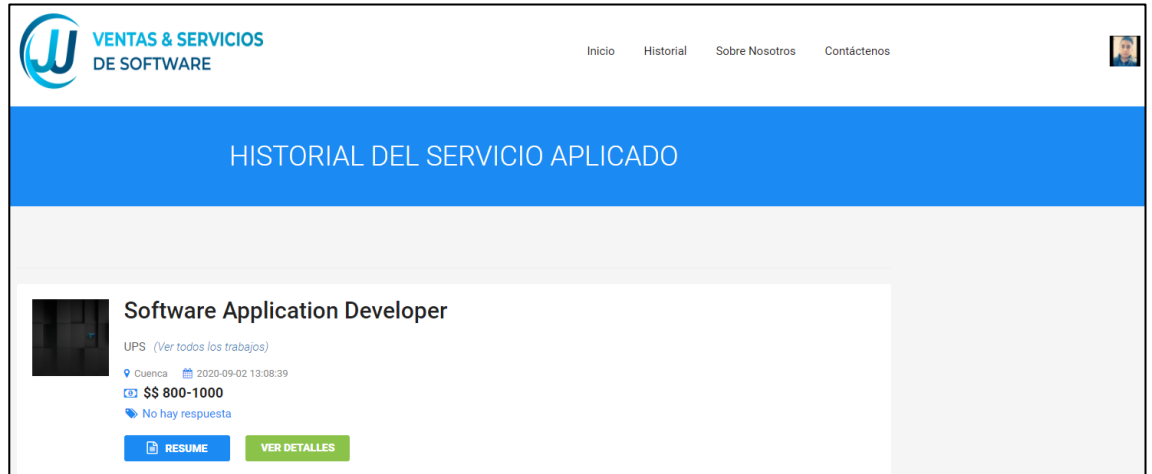 VENTAS & SERVICIOS
DE SOFTWARE
Inicio Historial Sobre Nosotros Contáctenos
HISTORIAL DEL SERVICIO APLICADO
Software Application Developer
UPS (Ver todos los trabajos)
Cuenca 2020-09-02 13:08:39
$$ 800-1000
No hay respuesta
RESUME VER DETALLES